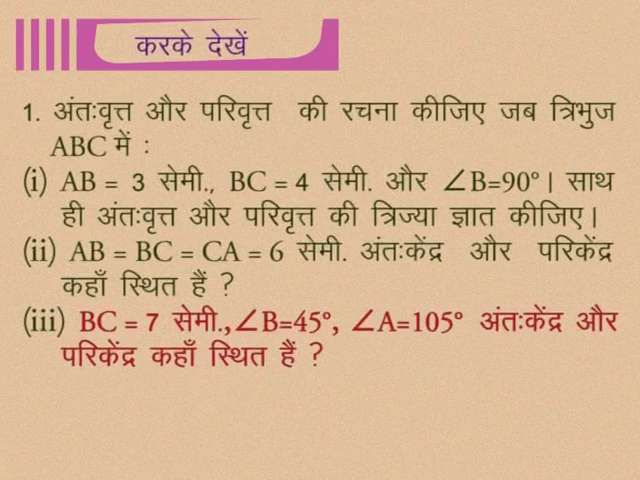 करके देखें
1. अंतःवृत्त और परिवृत्त की रचना कीजिए जब त्रिभुज
ABC में :
(i) AB = 3 सेमी., BC = 4 सेमी. और ∠B=90°। साथ
ही अंतःवृत्त और परिवृत्त की त्रिज्या ज्ञात कीजिए।
(ii) AB = BC = CA = 6 सेमी. अंतःकेंद्र और परिकेंद्र
कहाँ स्थित हैं ?
(iii) BC = 7 सेमी.,∠B=45°, ∠A=105° अंतःकेंद्र और
परिकेंद्र कहाँ स्थित हैं ?